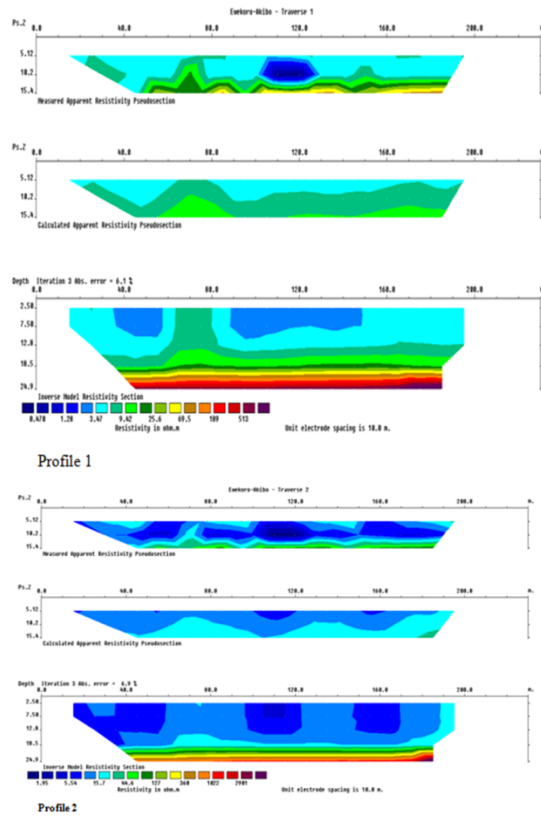 Ewekoro-Akibo - Traverse 1
Ps.Z
0.0 40.0 80.0 120.0 160.0 200.0
5.12
10.2
15.4
Measured Apparent Resistivity Pseudosection
Ps.Z
0.0 40.0 80.0 120.0 160.0 200.0
5.12
10.2
15.4
Calculated Apparent Resistivity Pseudosection
Depth Iteration 3 Abs. error = 6.1 %
0.0 40.0 80.0 120.0 160.0 200.0
2.50
7.50
12.8
18.5
24.9
Inverse Model Resistivity Section
0.470 1.28 3.47 9.42 25.6 69.5 189 513
Resistivity in ohm.m Unit electrode spacing is 10.0 m.
Profile 1
Ewekoro-Akibo - Traverse 2
Ps.Z
0.0 40.0 80.0 120.0 160.0 200.0 m.
5.12
10.2
15.4
Measured Apparent Resistivity Pseudosection
Ps.Z
0.0 40.0 80.0 120.0 160.0 200.0 m.
5.12
10.2
15.4
Calculated Apparent Resistivity Pseudosection
Depth Iteration 3 Abs. error = 6.9 %
0.0 40.0 80.0 120.0 160.0 200.0 m.
2.50
7.50
12.8
18.5
24.9
Inverse Model Resistivity Section
1.95 5.54 15.7 44.6 127 360 1022 2901
Resistivity in ohm.m Unit electrode spacing is 10.0 m.
Profile 2